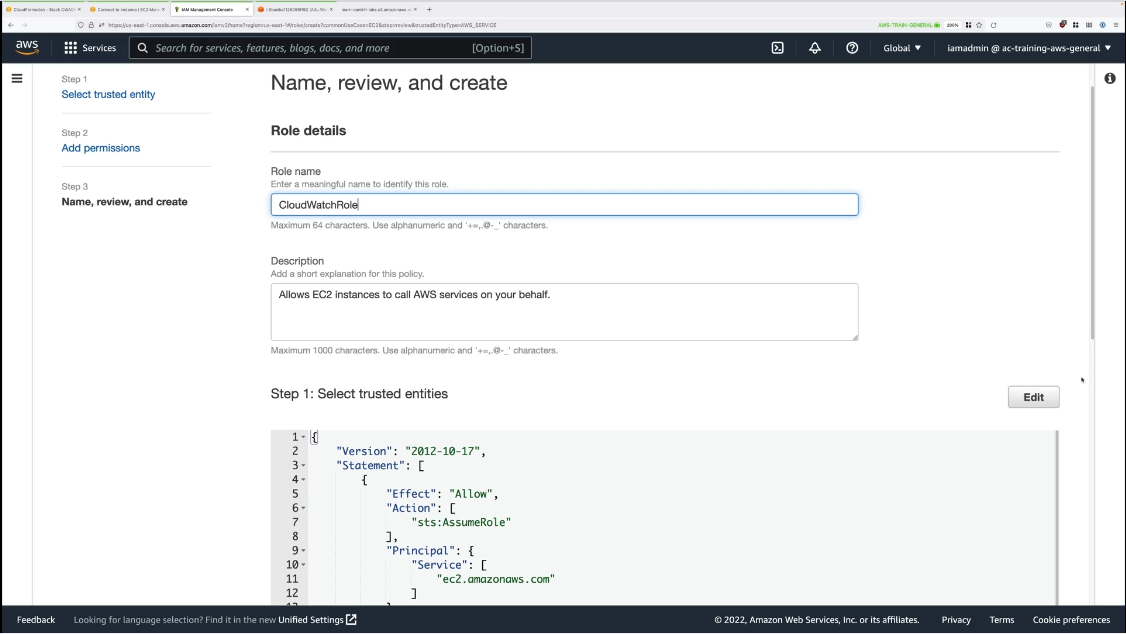 CloudFormation - Stack CWAG
Connect to instance | EC2 Man
IAM Management Console
https://us-east-1.console.aws.amazon.com/iamv2/home?region=us-east-1#/roles/create?commonUseCase=EC2&step=review&trustedEntityType=AWS_SERVICE
AWS-TRAIN-GENERAL
200%
aws
Services
Search for services, features, blogs, docs, and more
[Option+S]
Global ▼
iamadmin @ ac-training-aws-general ▼
Step 1
Select trusted entity
Step 2
Add permissions
Step 3
Name, review, and create
Name, review, and create
Role details
Role name
Enter a meaningful name to identify this role.
CloudWatchRole
Maximum 64 characters. Use alphanumeric and '+=,.@-_' characters.
Description
Add a short explanation for this policy.
Allows EC2 instances to call AWS services on your behalf.
Maximum 1000 characters. Use alphanumeric and '+=,.@-_' characters.
Step 1: Select trusted entities
Edit
1 {
2 "Version": "2012-10-17",
3 "Statement": [
4 {
5 "Effect": "Allow",
6 "Action": [
7 "sts:AssumeRole"
8 ],
9 "Principal": {
10 "Service": [
11 "ec2.amazonaws.com"
12 ]
Feedback
Looking for language selection? Find it in the new Unified Settings
© 2022, Amazon Web Services, Inc. or its affiliates.
Privacy
Terms
Cookie preferences